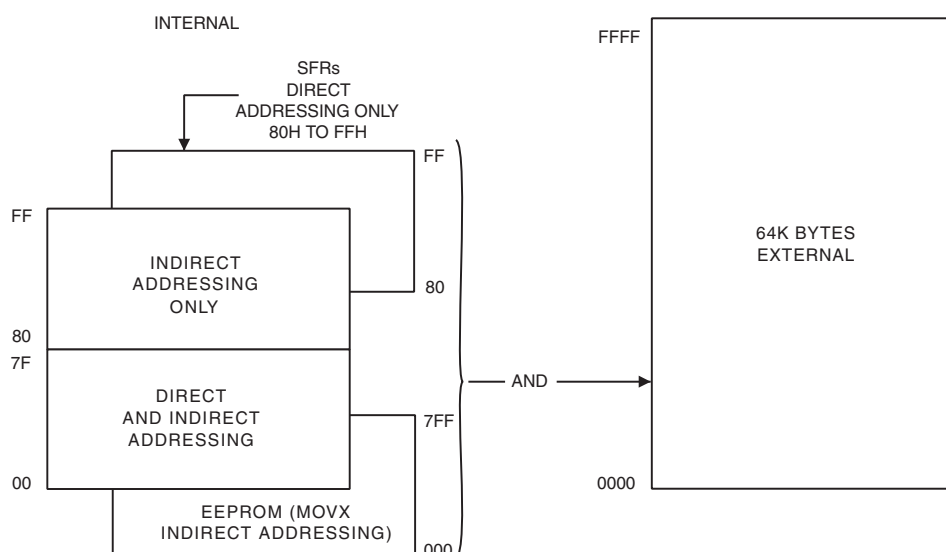 INTERNAL
SFRs
DIRECT
ADDRESSING ONLY
80H TO FFH
FF
FF
INDIRECT
ADDRESSING
ONLY
80
80
7F
DIRECT
AND INDIRECT
ADDRESSING
7FF
00
EEPROM (MOVX
INDIRECT ADDRESSING)
000
AND
FFFF
64K BYTES
EXTERNAL
0000